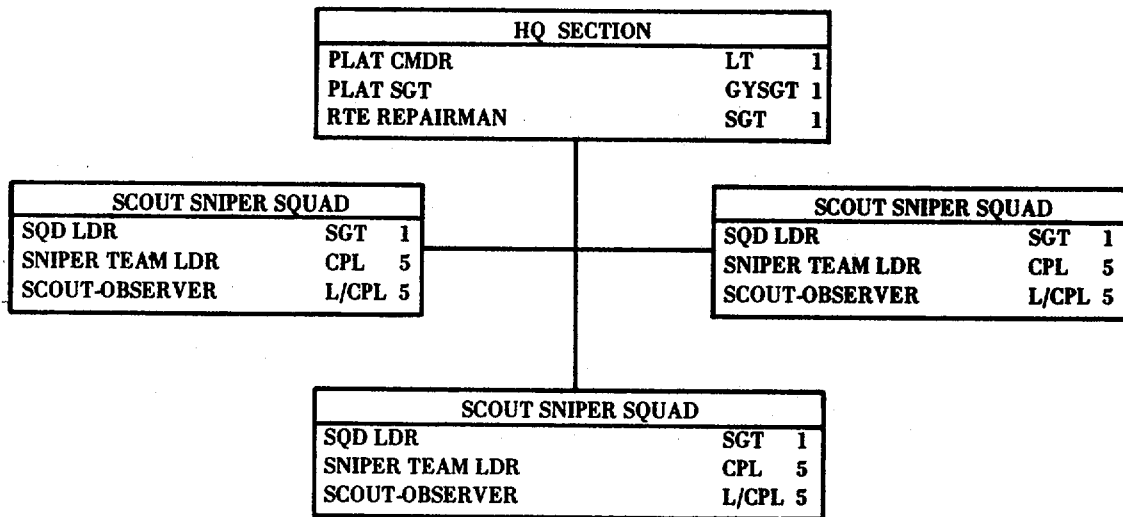 HQ SECTION
PLAT CMDR LT 1
PLAT SGT GYSGT 1
RTE REPAIRMAN SGT 1
SCOUT SNIPER SQUAD
SQD LDR SGT 1
SNIPER TEAM LDR CPL 5
SCOUT-OBSERVER L/CPL 5
SCOUT SNIPER SQUAD
SQD LDR SGT 1
SNIPER TEAM LDR CPL 5
SCOUT-OBSERVER L/CPL 5
SCOUT SNIPER SQUAD
SQD LDR SGT 1
SNIPER TEAM LDR CPL 5
SCOUT-OBSERVER L/CPL 5